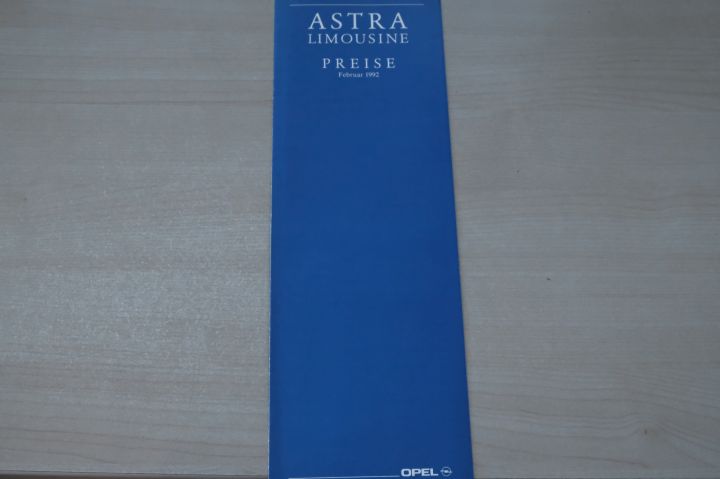 ASTRA
LIMOUSINE
PREISE
Februar 1992
OPEL